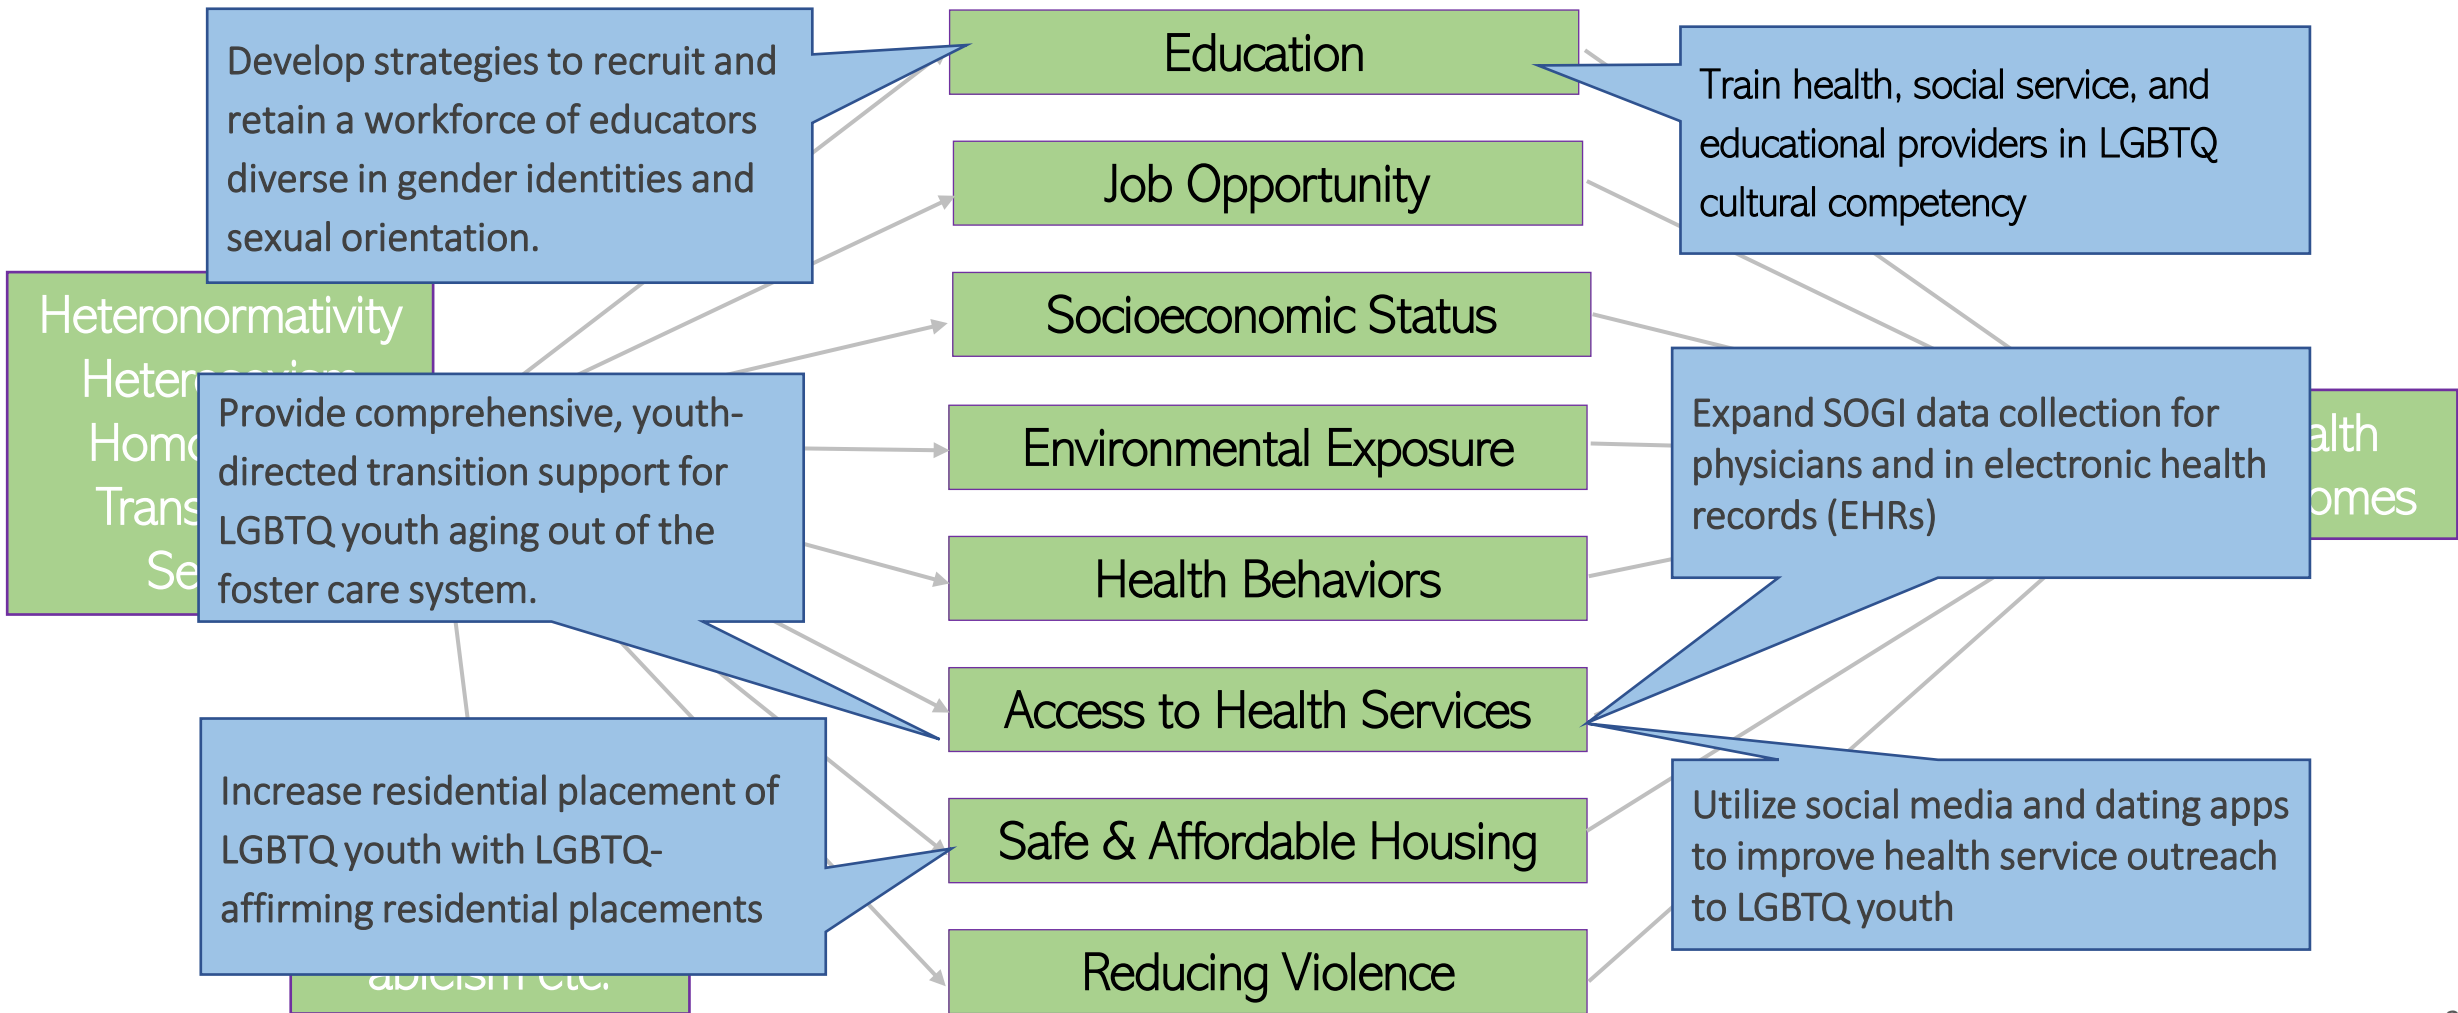 Develop strategies to recruit and
retain a workforce of educators
diverse in gender identities and
sexual orientation.
Education
Train health, social service, and
educational providers in LGBTQ
cultural competency
Job Opportunity
Heteronormativity
Socioeconomic Status
Provide comprehensive, youth-
directed transition support for
LGBTQ youth aging out of the
foster care system.
Environmental Exposure
Expand SOGI data collection for
physicians and in electronic health
records (EHRs)
Health Behaviors
Access to Health Services
Increase residential placement of
LGBTQ youth with LGBTQ-
affirming residential placements
Safe & Affordable Housing
Utilize social media and dating apps
to improve health service outreach
to LGBTQ youth
etc.
Reducing Violence